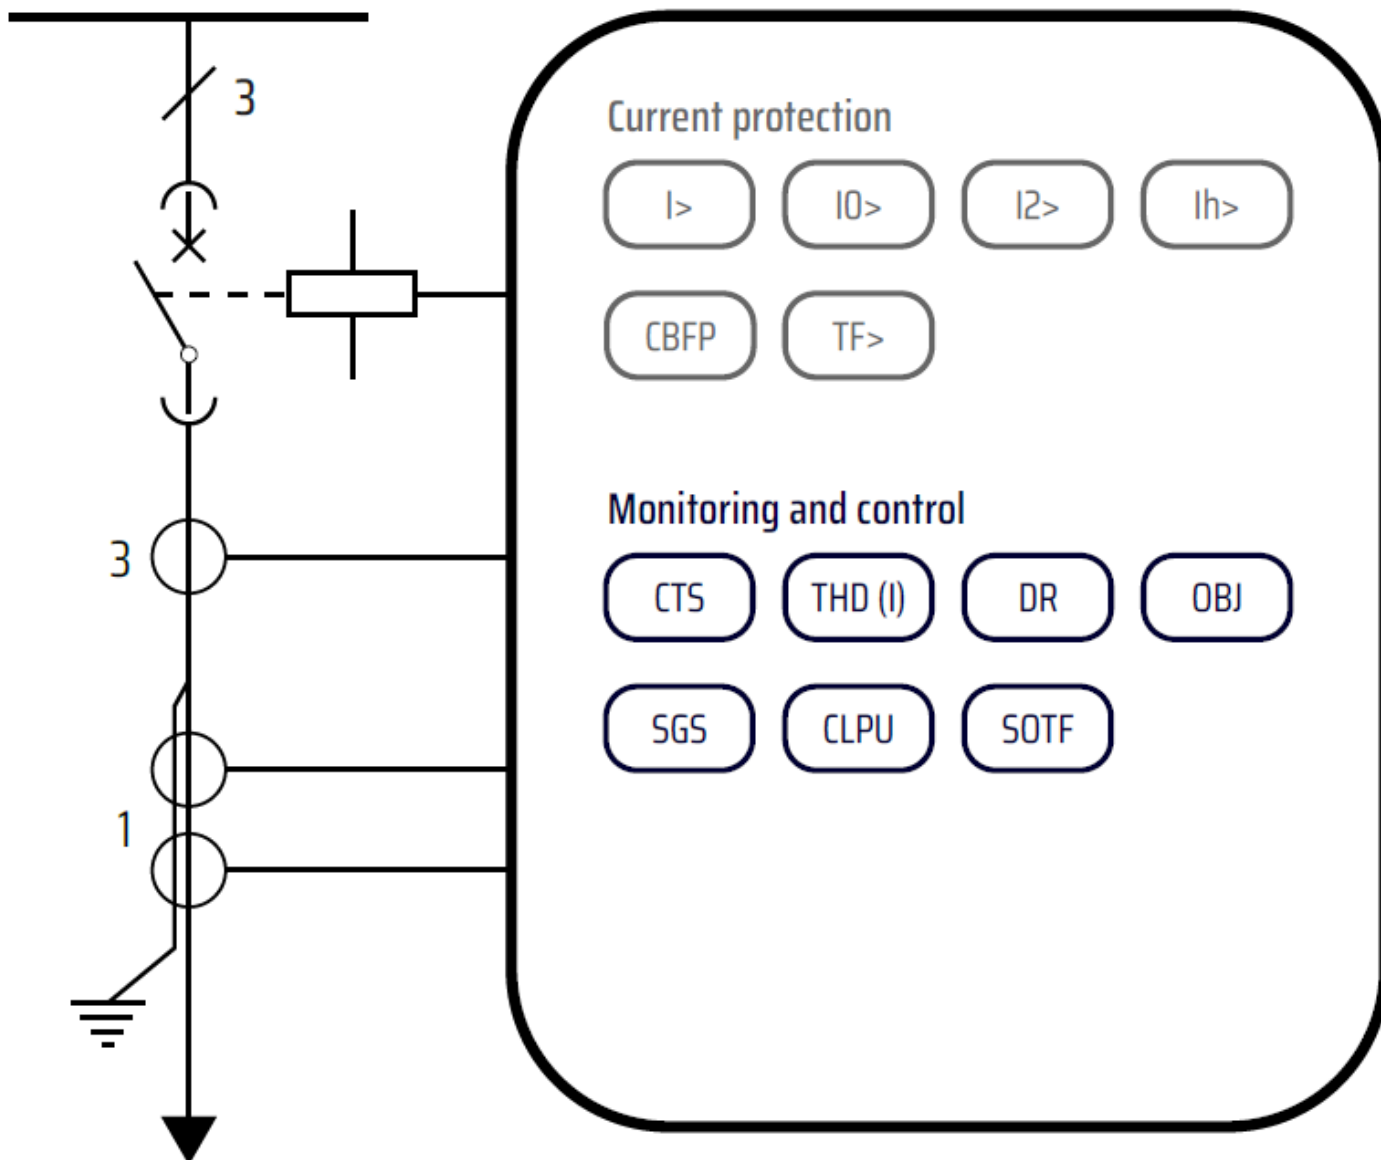 3
Current protection
I> I0> I2> Ih>
CBFP TF>
Monitoring and control
3
CTS THD (I) DR OBJ
SGS CLPU SOTF
1